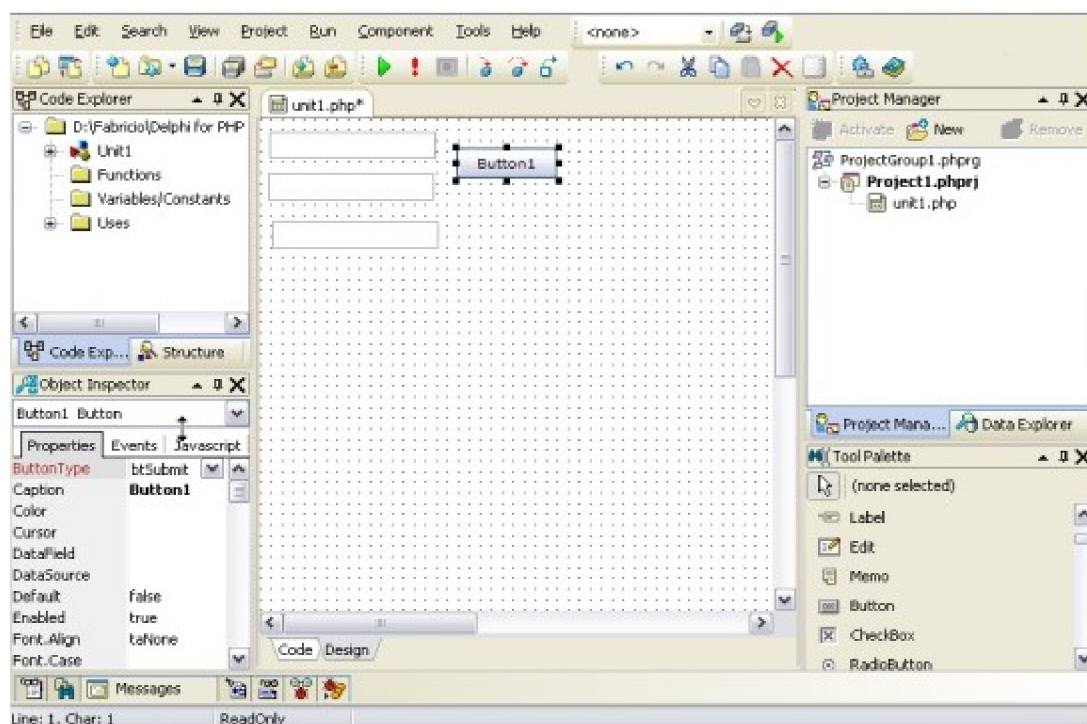 File Edit Search View Project Run Component Tools Help <none>
Code Explorer
D:\Fabricio\Delphi for PHP
Unit1
Functions
Variables/Constants
Uses
Code Exp... Structure
Object Inspector
Button1 Button
Properties Events Javascript
ButtonType btSubmit
Caption Button1
Color
Cursor
DataField
DataSource
Default false
Enabled true
Font.Align taNone
Font.Case
unit1.php*
Button1
Code Design
Project Manager
Activate New Remove
ProjectGroup1.phprg
Project1.phprj
unit1.php
Project Mana... Data Explorer
Tool Palette
(none selected)
Label
Edit
Memo
Button
CheckBox
RadioButton
Messages
Line: 1, Char: 1 ReadOnly